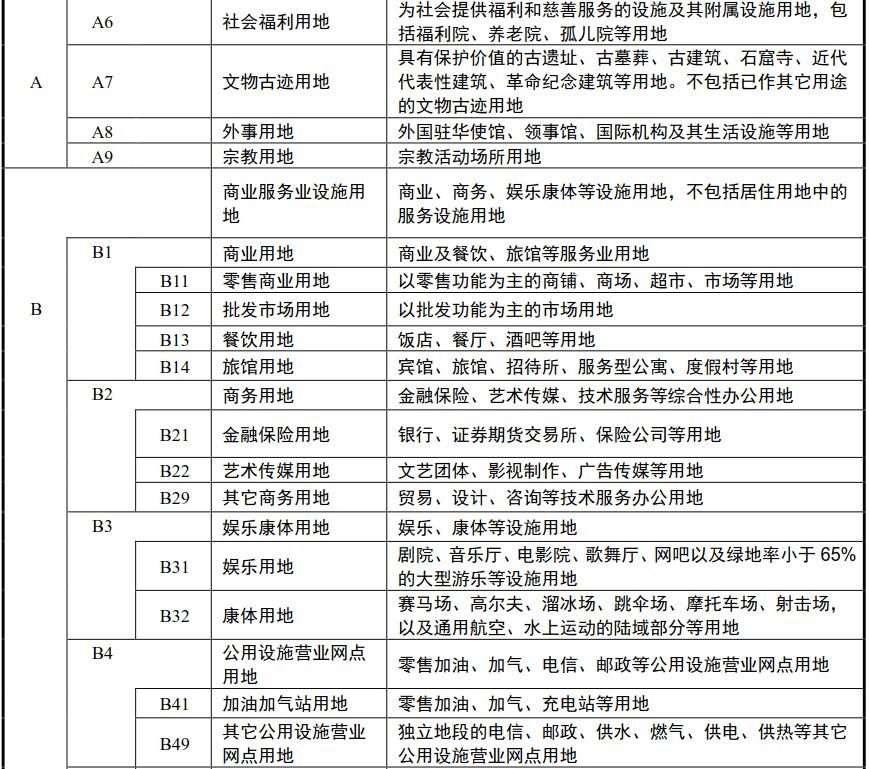 为社会提供福利和慈善服务的设施及其附属设施用地，包
A6 社会福利用地
括福利院、养老院、孤儿院等用地
具有保护价值的古遗址、古墓葬、古建筑、石窟寺、近代
A A7 文物古迹用地 代表性建筑、革命纪念建筑等用地。不包括已作其它用途
的文物古迹用地
A8 外事用地 外国驻华使馆、领事馆、国际机构及其生活设施等用地
A9 宗教用地 宗教活动场所用地
商业服务业设施用 商业、商务、娱乐康体等设施用地，不包括居住用地中的
地 服务设施用地
B1 商业用地 商业及餐饮、旅馆等服务业用地
B11 零售商业用地 以零售功能为主的商铺、商场、超市、市场等用地
B B12 批发市场用地 以批发功能为主的市场用地
B13 餐饮用地 饭店、餐厅、酒吧等用地
B14 旅馆用地 宾馆、旅馆、招待所、服务型公寓、度假村等用地
B2 商务用地 金融保险、艺术传媒、技术服务等综合性办公用地
B21 金融保险用地 银行、证券期货交易所、保险公司等用地
B22 艺术传媒用地 文艺团体、影视制作、广告传媒等用地
B29 其它商务用地 贸易、设计、咨询等技术服务办公用地
B3 娱乐康体用地 娱乐、康体等设施用地
剧院、音乐厅、电影院、歌舞厅、网吧以及绿地率小于 65%
B31 娱乐用地
的大型游乐等设施用地
赛马场、高尔夫、溜冰场、跳伞场、摩托车场、射击场，
B32 康体用地
以及通用航空、水上运动的陆域部分等用地
B4 公用设施营业网点
用地 零售加油、加气、电信、邮政等公用设施营业网点用地
B41 加油加气站用地 零售加油、加气、充电站等用地
B49 其它公用设施营业 独立地段的电信、邮政、供水、燃气、供电、供热等其它
网点用地 公用设施营业网点用地